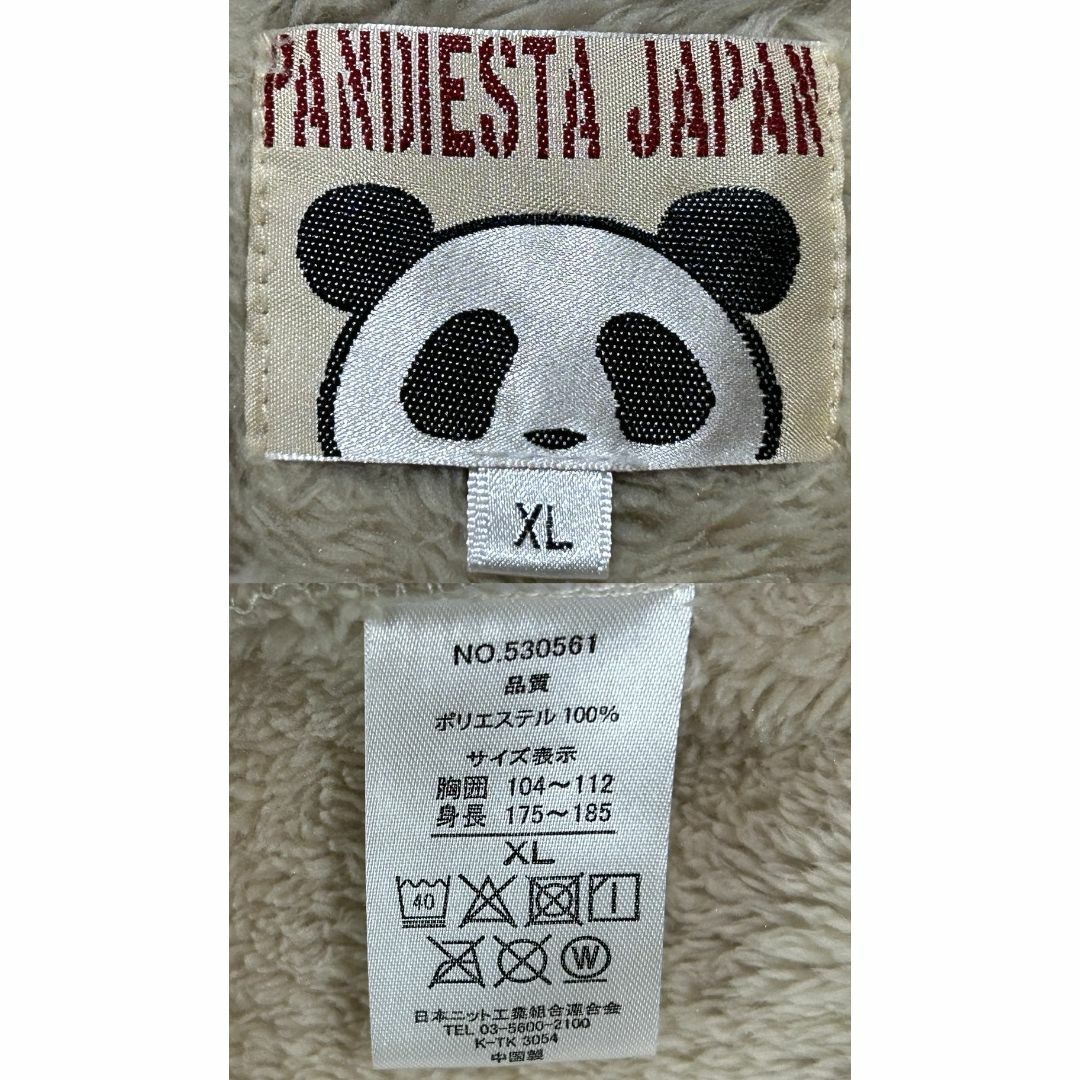 PANDIESTA JAPAN
XL
NO.530561
品質
ポリエステル 100%
サイズ表示
胸囲 104～112
身長 175～185
XL
40
W
日本ニット工業組合連合会
TEL 03-5600-2100
K-TK 3054
中国製